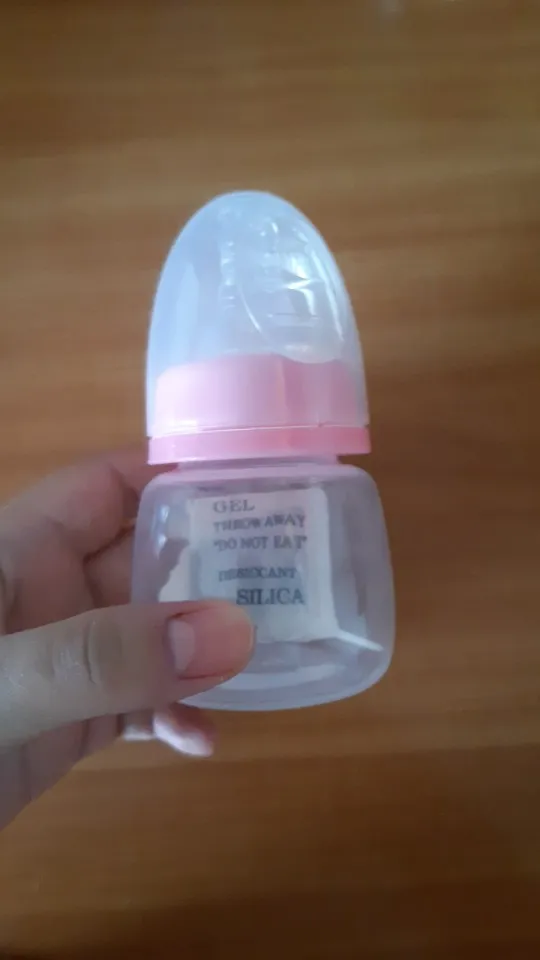 GEL
THROW AWAY
"DO NOT EAT"
DESICCANT
SILICA